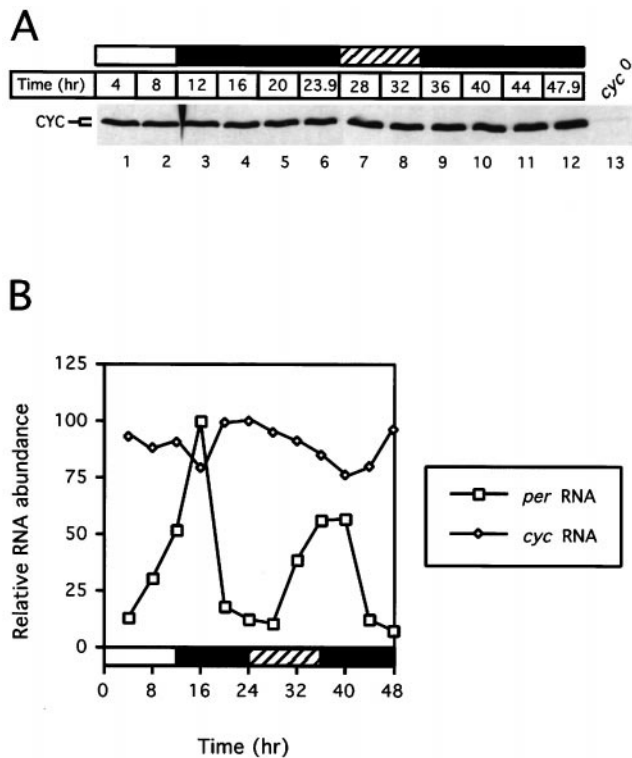 A
Time (hr) 4 8 12 16 20 23.9 28 32 36 40 44 47.9 cyc 0
CYC
1 2 3 4 5 6 7 8 9 10 11 12 13
B
Relative RNA abundance
125
100
75
50
25
0
0 8 16 24 32 40 48
Time (hr)
per RNA
cyc RNA